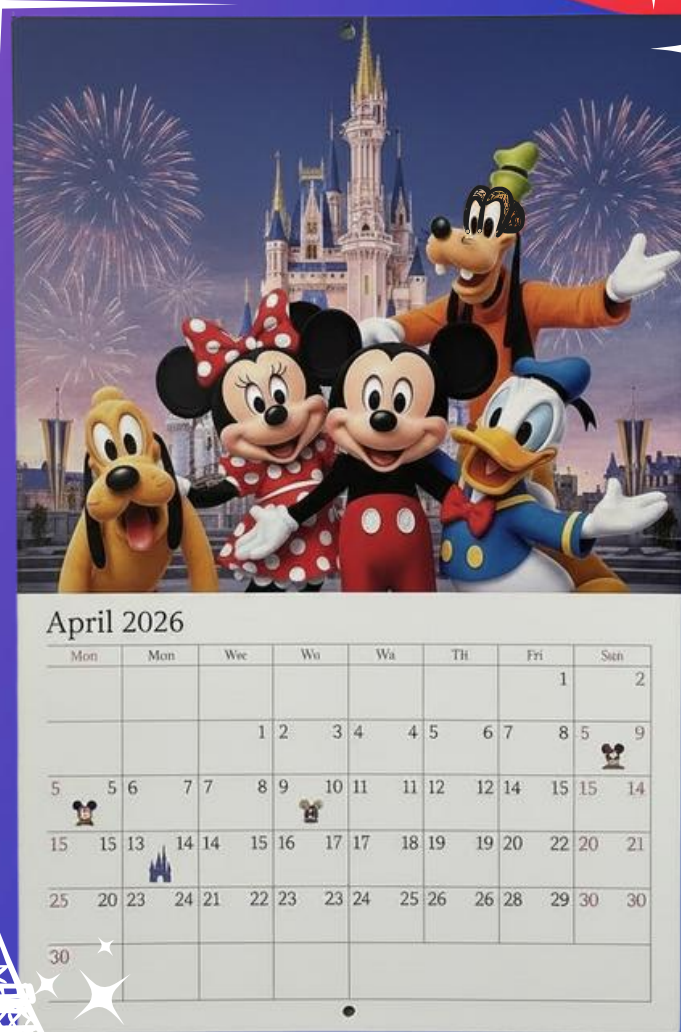 April 2026
Mon Mon Wec Wo Wa TH Fri Sun
1 2
1 2 3 4 4 5 6 7 8 5 9
5 5 6 7 7 8 9 10 11 11 12 12 14 15 15 14
15 15 13 14 14 15 16 17 17 18 19 19 20 22 20 21
25 20 23 24 21 22 23 23 24 25 26 26 28 29 30 30
30